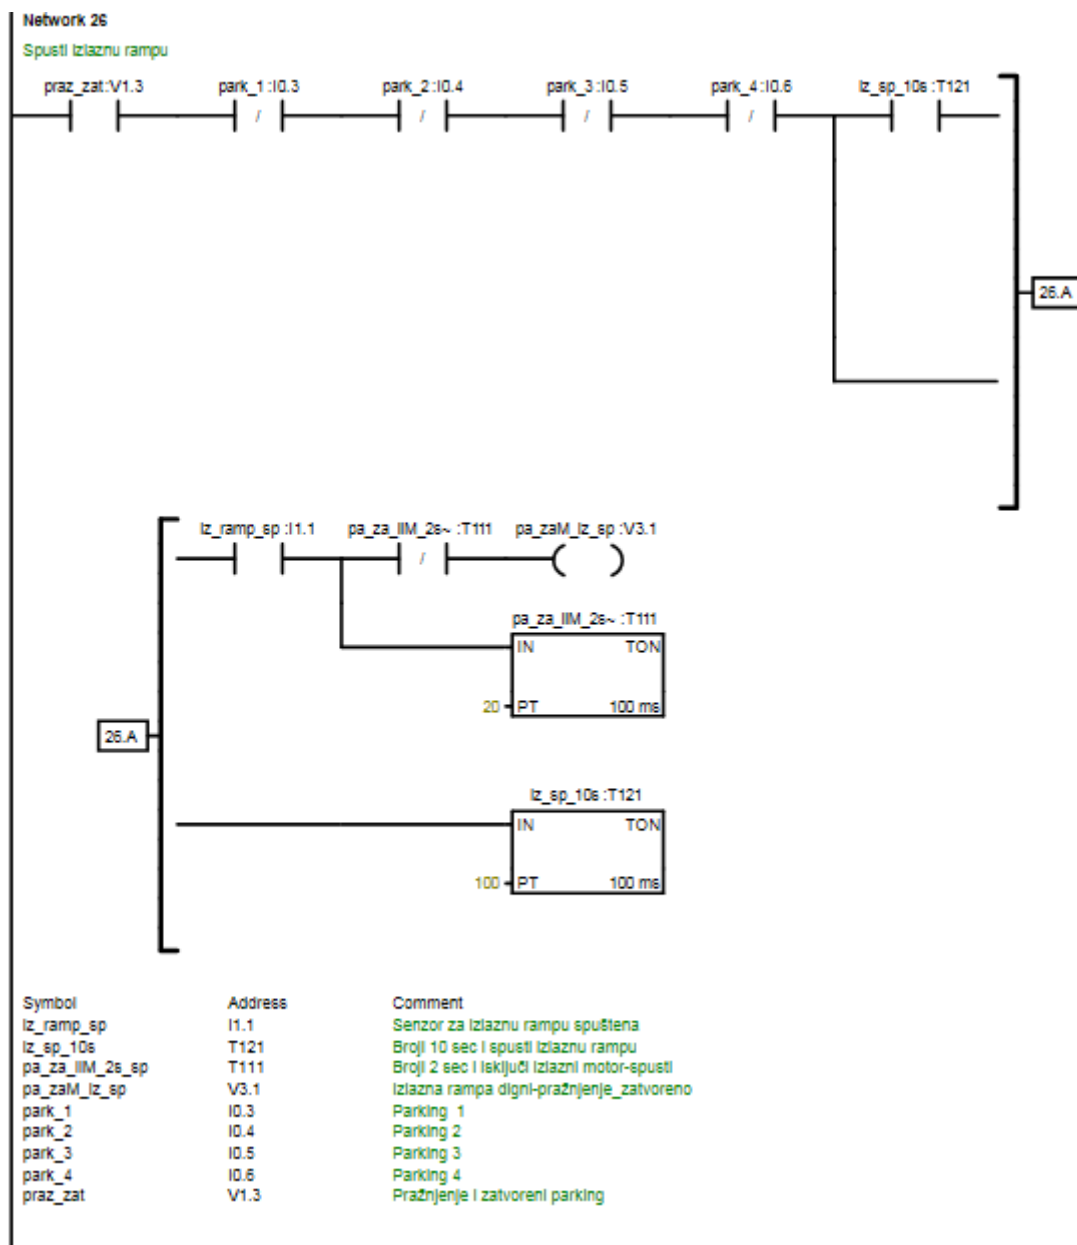 Network 26
Spusti izlaznu rampu
praz_zat:V1.3 park_1:I0.3 park_2:I0.4 park_3:I0.5 park_4:I0.6 iz_sp_10s:T121
/ / / /
26.A
iz_ramp_sp:I1.1 pa_za_IIM_2s~:T111 pa_zaM_iz_sp:V3.1
/
pa_za_IIM_2s~:T111
IN TON
20 PT 100 ms
26.A
iz_sp_10s:T121
IN TON
100 PT 100 ms
Symbol Address Comment
iz_ramp_sp I1.1 Senzor za izlaznu rampu spuštena
iz_sp_10s T121 Broji 10 sec i spusti izlaznu rampu
pa_za_IIM_2s_sp T111 Broji 2 sec i isključi izlazni motor-spusti
pa_zaM_iz_sp V3.1 Izlazna rampa digni-pražnjenje_zatvoreno
park_1 I0.3 Parking 1
park_2 I0.4 Parking 2
park_3 I0.5 Parking 3
park_4 I0.6 Parking 4
praz_zat V1.3 Pražnjenje i zatvoreni parking